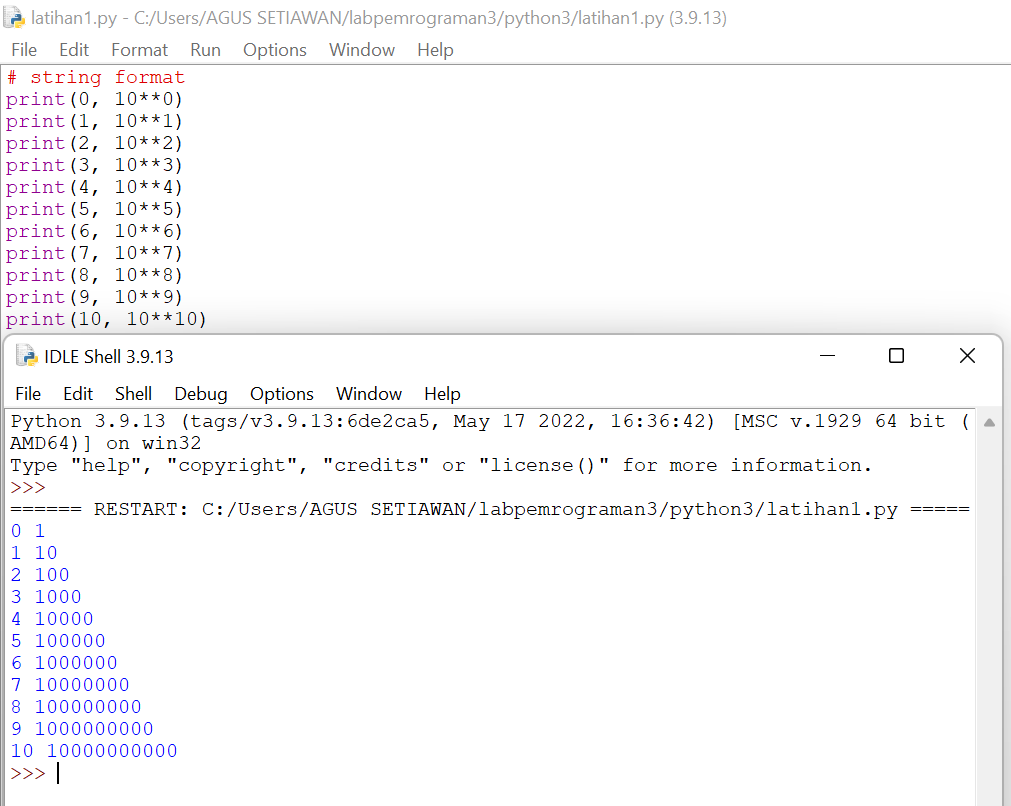 latihan1.py - C:/Users/AGUS SETIAWAN/labpemrograman3/python3/latihan1.py (3.9.13)
File Edit Format Run Options Window Help
# string format
print(0, 10**0)
print(1, 10**1)
print(2, 10**2)
print(3, 10**3)
print(4, 10**4)
print(5, 10**5)
print(6, 10**6)
print(7, 10**7)
print(8, 10**8)
print(9, 10**9)
print(10, 10**10)
IDLE Shell 3.9.13
File Edit Shell Debug Options Window Help
Python 3.9.13 (tags/v3.9.13:6de2ca5, May 17 2022, 16:36:42) [MSC v.1929 64 bit (
AMD64)] on win32
Type "help", "copyright", "credits" or "license()" for more information.
>>>
====== RESTART: C:/Users/AGUS SETIAWAN/labpemrograman3/python3/latihan1.py =====
0 1
1 10
2 100
3 1000
4 10000
5 100000
6 1000000
7 10000000
8 100000000
9 1000000000
10 10000000000
>>>